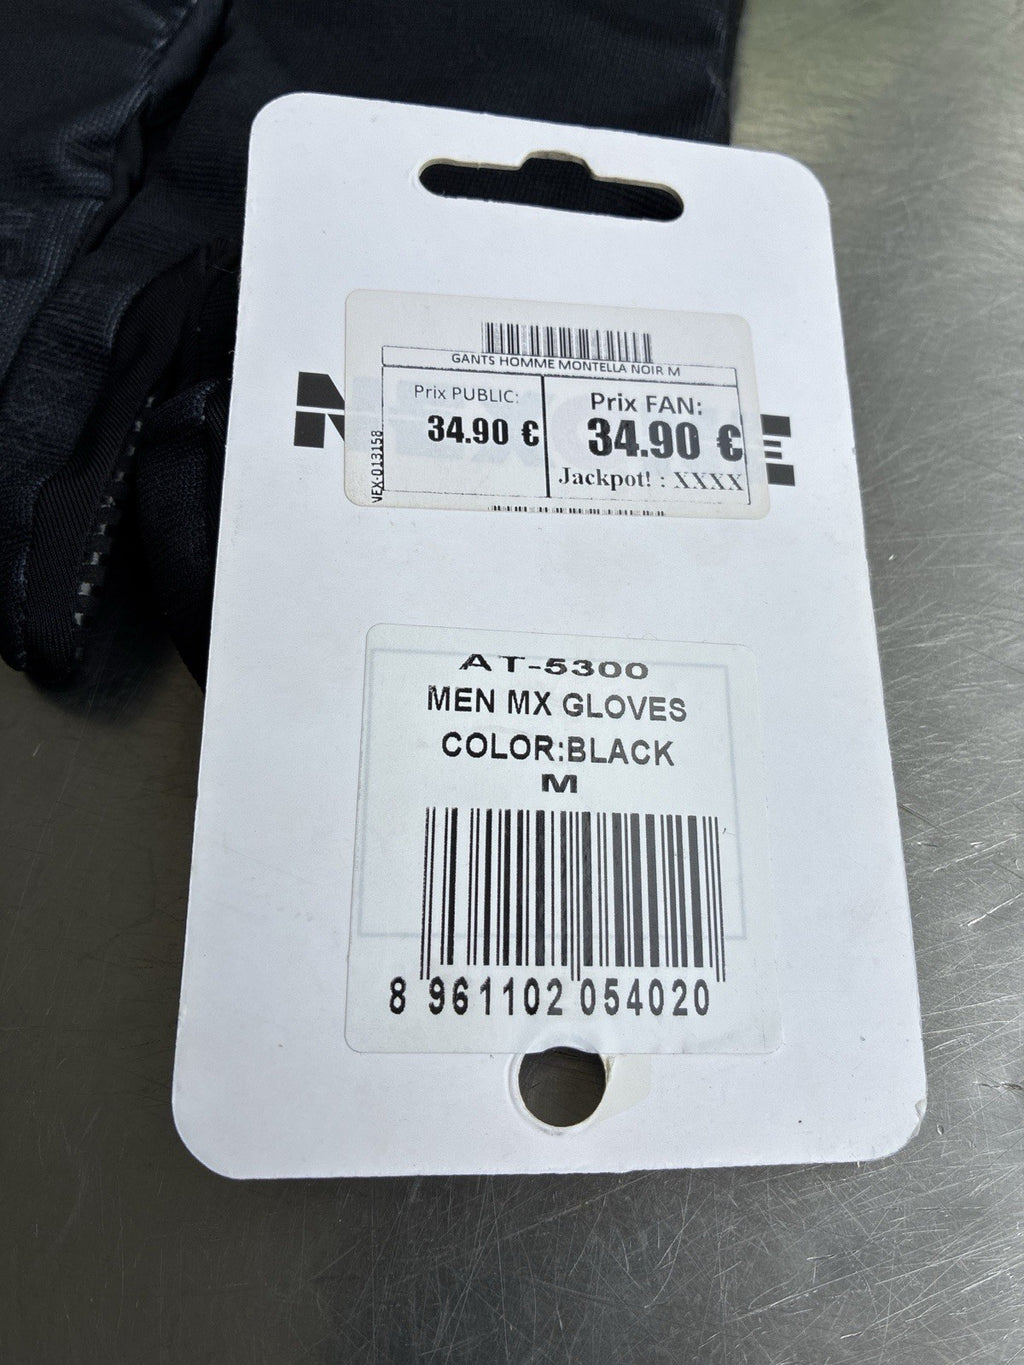 GANTS HOMME MONTELLA NOIR M
Prix PUBLIC:
34.90 €
Prix FAN:
34.90 €
Jackpot! : XXXX
VEX-013158
AT-5300
MEN MX GLOVES
COLOR:BLACK
M
8 961102 054020